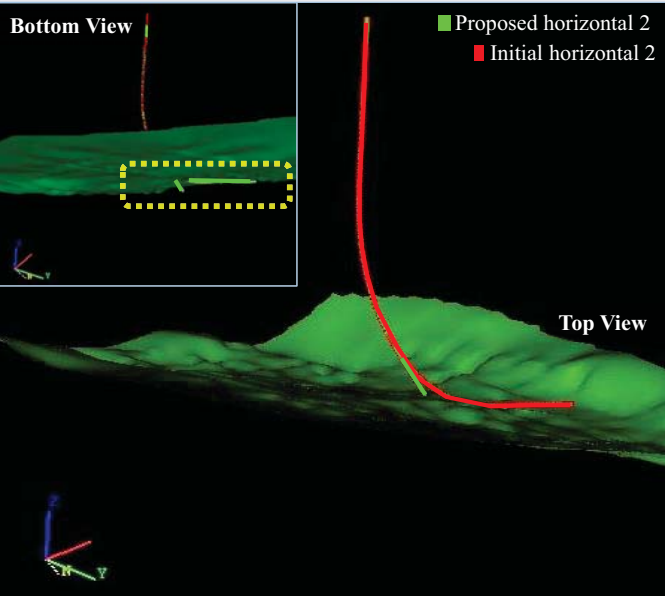 Bottom View
Proposed horizontal 2
Initial horizontal 2
Top View
Y
Z
N
Y